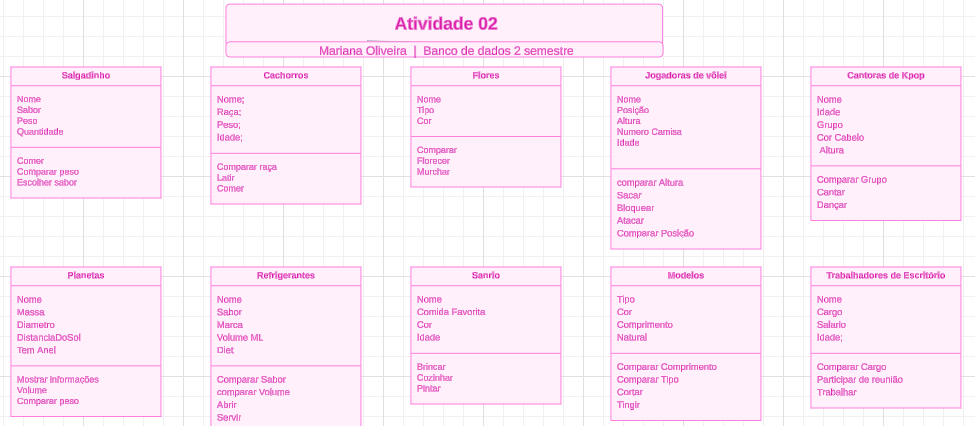 Atividade 02
Mariana Oliveira | Banco de dados 2 semestre
Salgadinho
Nome
Sabor
Peso
Quantidade
Comer
Comparar peso
Escolher sabor
Cachorros
Nome;
Raça;
Peso;
Idade;
Comparar raça
Latir
Comer
Flores
Nome
Tipo
Cor
Comparar
Florecer
Murchar
Jogadoras de vôlei
Nome
Posição
Altura
Numero Camisa
Idade
comparar Altura
Sacar
Bloquear
Atacar
Comparar Posição
Cantoras de Kpop
Nome
Idade
Grupo
Cor Cabelo
Altura
Comparar Grupo
Cantar
Dançar
Planetas
Nome
Massa
Diametro
DistanciaDoSol
Tem Anel
Mostrar informações
Volume
Comparar peso
Refrigerantes
Nome
Sabor
Marca
Volume ML
Diet
Comparar Sabor
comparar Volume
Abrir
Servir
Sanrio
Nome
Comida Favorita
Cor
Idade
Brincar
Cozinhar
Pintar
Modelos
Tipo
Cor
Comprimento
Natural
Comparar Comprimento
Comparar Tipo
Cortar
Tingir
Trabalhadores de Escritório
Nome
Cargo
Salario
Idade;
Comparar Cargo
Participar de reunião
Trabalhar